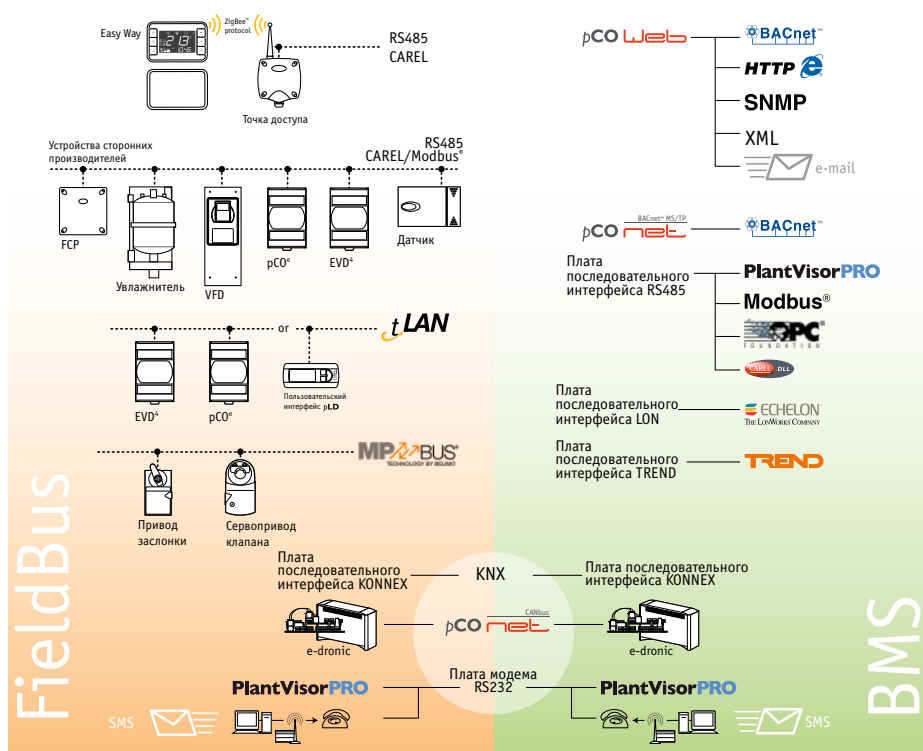 Easy Way
ZigBee™
protocol
RS485
CAREL
Точка доступа
Устройства сторонних
производителей
RS485
CAREL/Modbus®
FCP
Увлажнитель
VFD
pCOe
EVD4
Датчик
or
tLAN
EVD4
pCOe
Пользовательский
интерфейс pLD
MP BUS®
TECHNOLOGY BY BELIMO
Привод
заслонки
Сервопривод
клапана
FieldBus
pCO Web
BACnet™
HTTP
SNMP
XML
e-mail
BACnet™ MS/TP
pCO net
BACnet™
Плата
последовательного
интерфейса RS485
PlantVisorPRO
Modbus®
OPC®
FOUNDATION
CAREL DLL
Плата
последовательного
интерфейса LON
ECHELON®
THE LONWORKS COMPANY
Плата
последовательного
интерфейса TREND
TREND
BMS
Плата
последовательного
интерфейса KONNEX
KNX
Плата последовательного
интерфейса KONNEX
e-dronic
CANbus
pCO net
e-dronic
Плата модема
RS232
PlantVisorPRO
SMS
PlantVisorPRO
SMS